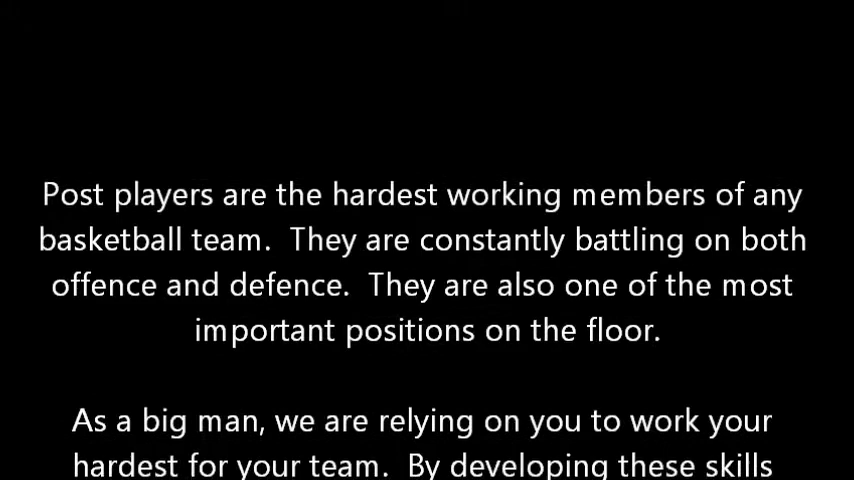 Post players are the hardest working members of any
basketball team.  They are constantly battling on both
offence and defence.  They are also one of the most
important positions on the floor.
As a big man, we are relying on you to work your
hardest for your team.  By developing these skills